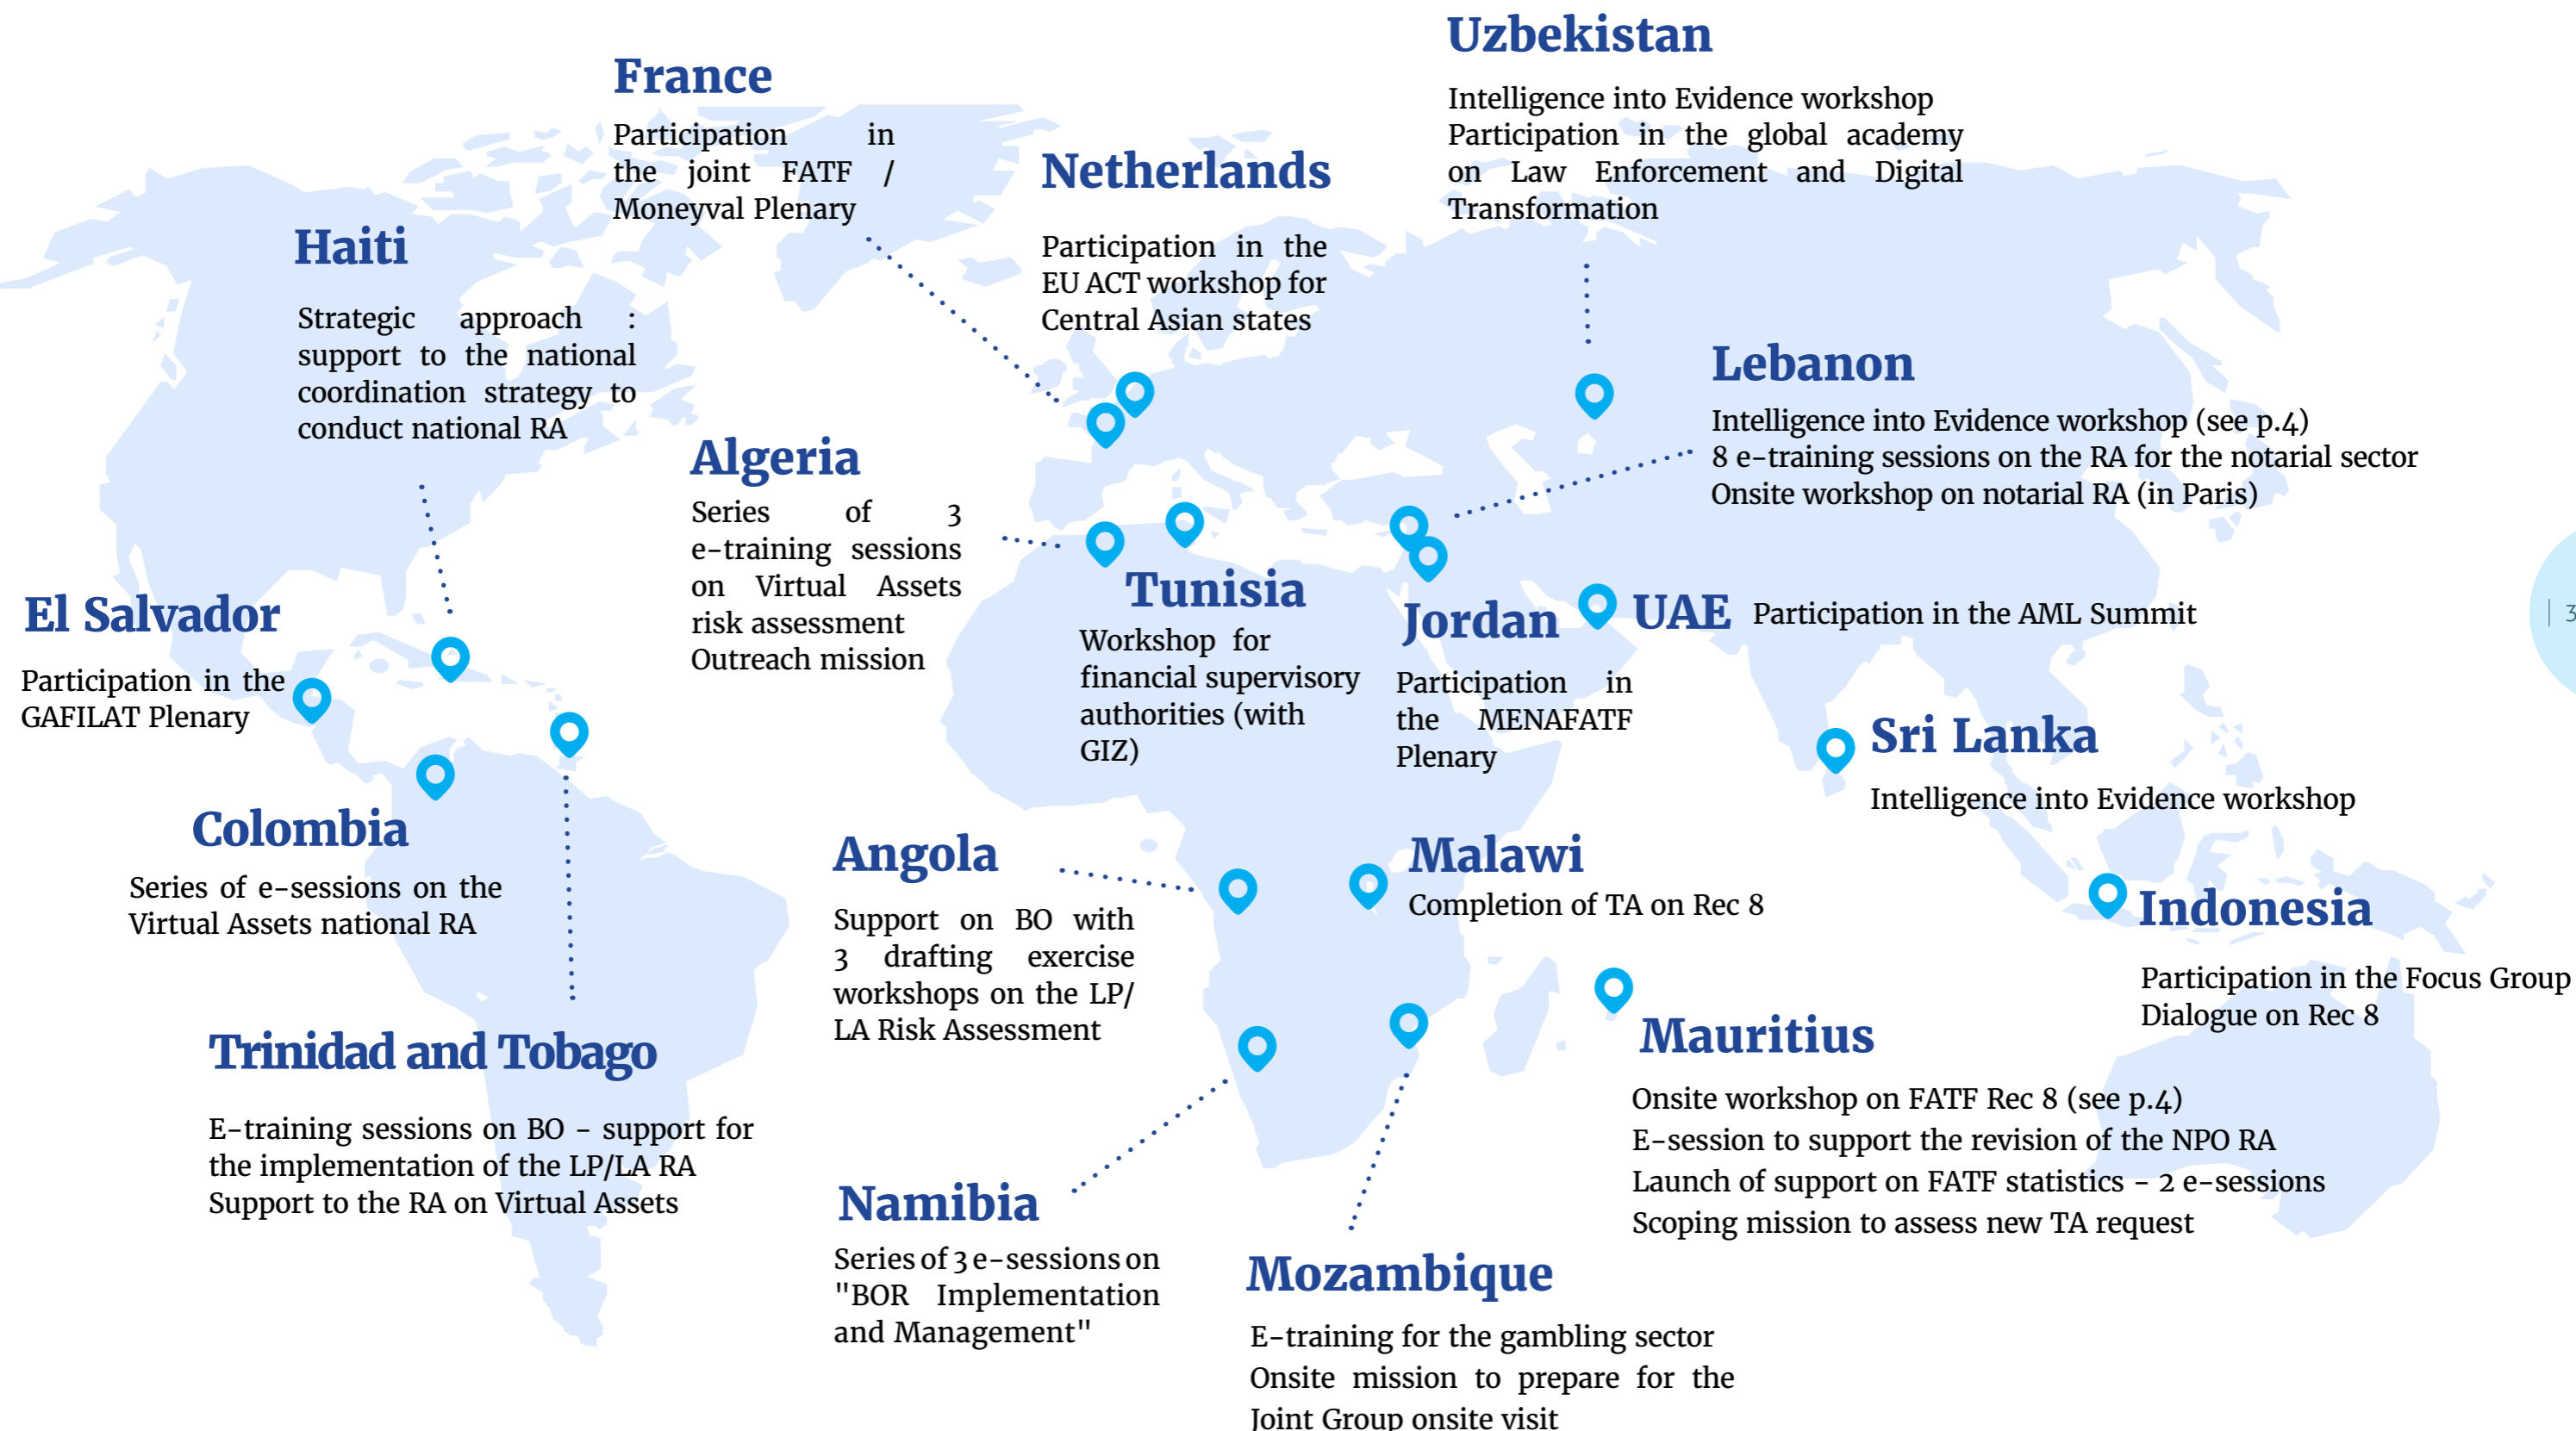 Uzbekistan
Intelligence into Evidence workshop
Participation in the global academy
on Law Enforcement and Digital
Transformation
France
Participation in
the joint FATF /
Moneyval Plenary
Netherlands
Participation in the
EU ACT workshop for
Central Asian states
Haiti
Strategic approach :
support to the national
coordination strategy to
conduct national RA
Lebanon
Intelligence into Evidence workshop (see p.4)
8 e-training sessions on the RA for the notarial sector
Onsite workshop on notarial RA (in Paris)
Algeria
Series of 3
e-training sessions
on Virtual Assets
risk assessment
Outreach mission
Tunisia
Workshop for
financial supervisory
authorities (with
GIZ)
Jordan
Participation in
the MENAFATF
Plenary
UAE Participation in the AML Summit
| 3
El Salvador
Participation in the
GAFILAT Plenary
Sri Lanka
Intelligence into Evidence workshop
Colombia
Series of e-sessions on the
Virtual Assets national RA
Angola
Support on BO with
3 drafting exercise
workshops on the LP/
LA Risk Assessment
Malawi
Completion of TA on Rec 8
Indonesia
Participation in the Focus Group
Dialogue on Rec 8
Trinidad and Tobago
E-training sessions on BO - support for
the implementation of the LP/LA RA
Support to the RA on Virtual Assets
Mauritius
Onsite workshop on FATF Rec 8 (see p.4)
E-session to support the revision of the NPO RA
Launch of support on FATF statistics - 2 e-sessions
Scoping mission to assess new TA request
Namibia
Series of 3 e-sessions on
"BOR Implementation
and Management"
Mozambique
E-training for the gambling sector
Onsite mission to prepare for the
Joint Group onsite visit